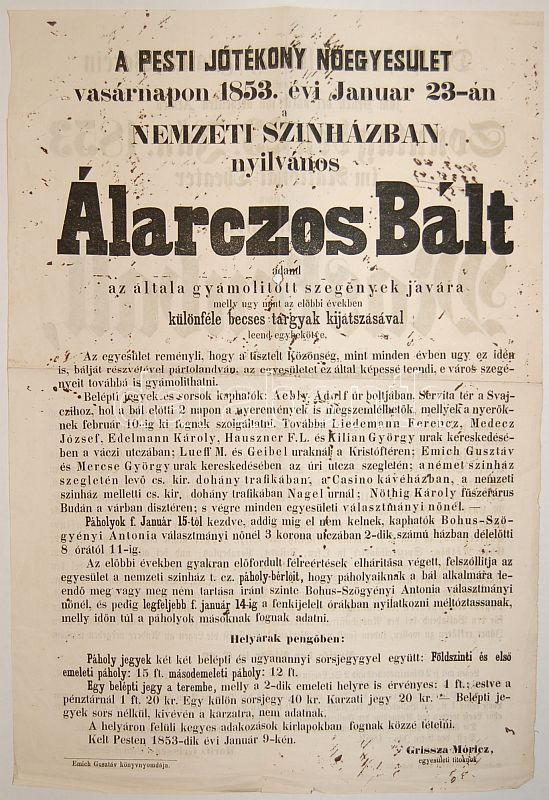 A PESTI JÓTÉKONY NŐEGYESÜLET
vasárnapon 1853. évi Januar 23-án
a
NEMZETI SZINHÁZBAN
nyilvános
Álarczos Bált
adand
az általa gyámolitott szegények javára
melly ugy mint az előbbi években
különféle becses tárgyak kijátszásával
leend egybekötve.
Az egyesület reményli, hogy a tisztelt Közönség, mint minden évben ugy ez idén
is, bálját részvétével pártolandván, az egyesületet ez által képessé teendi, e város szegé-
nyeit továbbá is gyámolithatni.
Belépti jegyek és sorsok kaphatók: Aebly Adolf úr boltjában. Servita tér a Svaj-
czihoz, hol a bál előtti 2 napon a nyeremények is megszemlélhetők, mellyek a nyerők-
nek február 10-ig ki fognak szolgáltatni. Továbbá Liedemann Ferencz, Medecz
József, Edelmann Károly, Hauszner F.L. és Kilian György urak kereskedésé-
ben a váczi utczában; Lueff M. és Geibel uraknál a Kristóftéren; Emich Gusztáv
és Mercse György urak kereskedésében az úri utcza szegletén; a német szinház
szegletén levő cs. kir. dohány trafikában, a Casino kávéházban, a nemzeti
szinház melletti cs. kir. dohány trafikában Nagel úrnál; Nöthig Károly fűszerárus
Budán a várban disztéren; s végre minden egyesületi választmányi nőnél. —
Páholyok f. Január 15-től kezdve, addig mig el nem kelnek, kaphatók Bohus-Szö-
gyényi Antonia választmányi nőnél 3 korona utczában 2-dik számú házban délelőtti
8 órától 11-ig.
Az előbbi években gyakran előfordult félreértések elháritása végett, felszóllitja az
egyesület a nemzeti szinház t. cz. páholy-bérlőit, hogy páholyaiknak a bál alkalmára le-
endő meg vagy meg nem tartása iránt szinte Bohus-Szögyényi Antonia választmányi
nőnél, és pedig legfeljebb f. január 14-ig a fenkijelelt órákban nyilatkozni méltóztassanak,
melly időn túl a páholyok másoknak fognak adatni.
Helyárak pengőben:
Páholy jegyek két két belépti és ugyanannyi sorsjegygyel együtt: Földszinti és első
emeleti páholy: 15 ft. másodemeleti páholy: 12 ft.
Egy belépti jegy a terembe, melly a 2-dik emeleti helyre is érvényes: 1 ft.; estve a
pénztárnál 1 ft. 20 kr. Egy külön sorsjegy 40 kr. Karzati jegy 20 kr. — Belépti je-
gyek sors nélkül, kivévén a karzatra, nem adatnak.
A helyáron felüli kegyes adakozások hirlapokban fognak közzé tétetni.
Kelt Pesten 1853-dik évi Január 9-kén.
Grissza Móricz,
egyesületi titoknok.
Emich Gusztáv könyvnyomdája.